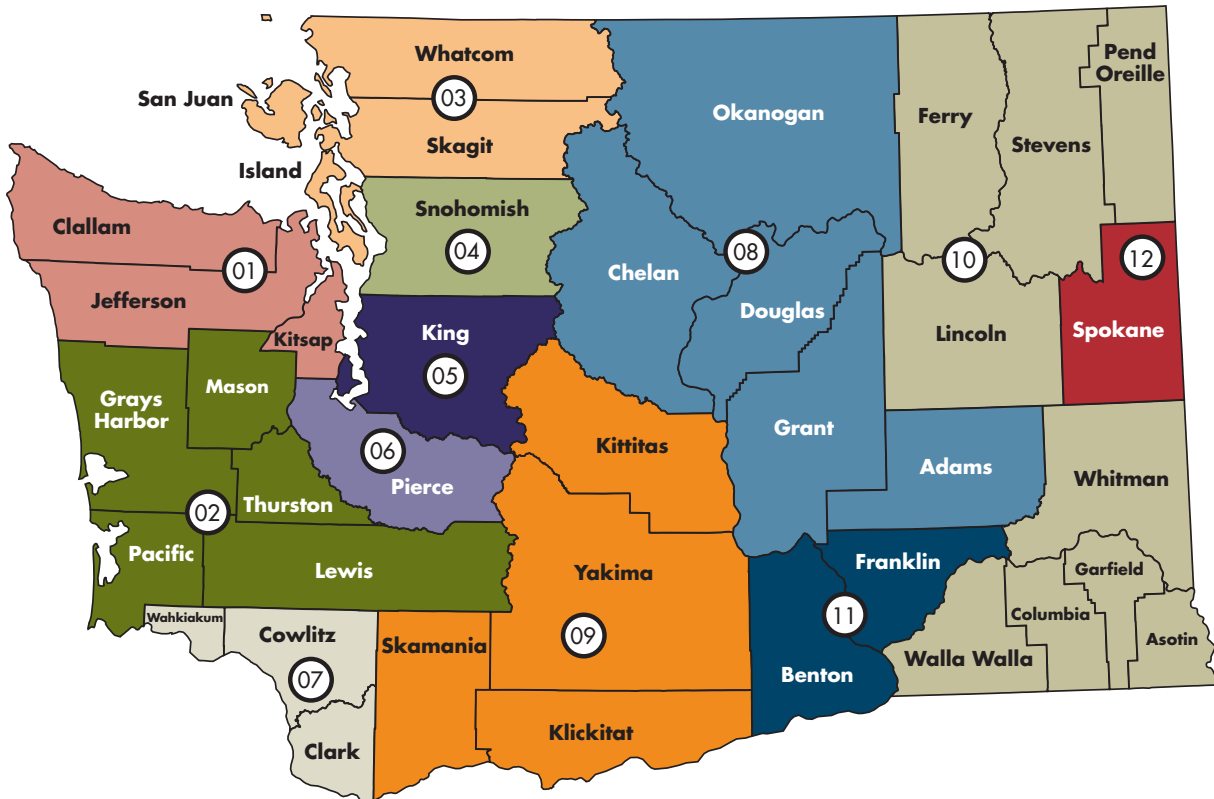 Whatcom
03
San Juan
Skagit
Island
Okanogan
Ferry
Pend
Oreille
Stevens
Clallam
01
Jefferson
Kitsap
Snohomish
04
Chelan
08
Douglas
10
12
Lincoln
Spokane
King
05
Mason
Grays
Harbor
06
Pierce
Kittitas
Grant
Adams
Whitman
Thurston
02
Pacific
Lewis
Yakima
Franklin
Garfield
Wahkiakum
Cowlitz
07
Skamania
09
11
Columbia
Asotin
Walla Walla
Benton
Clark
Klickitat